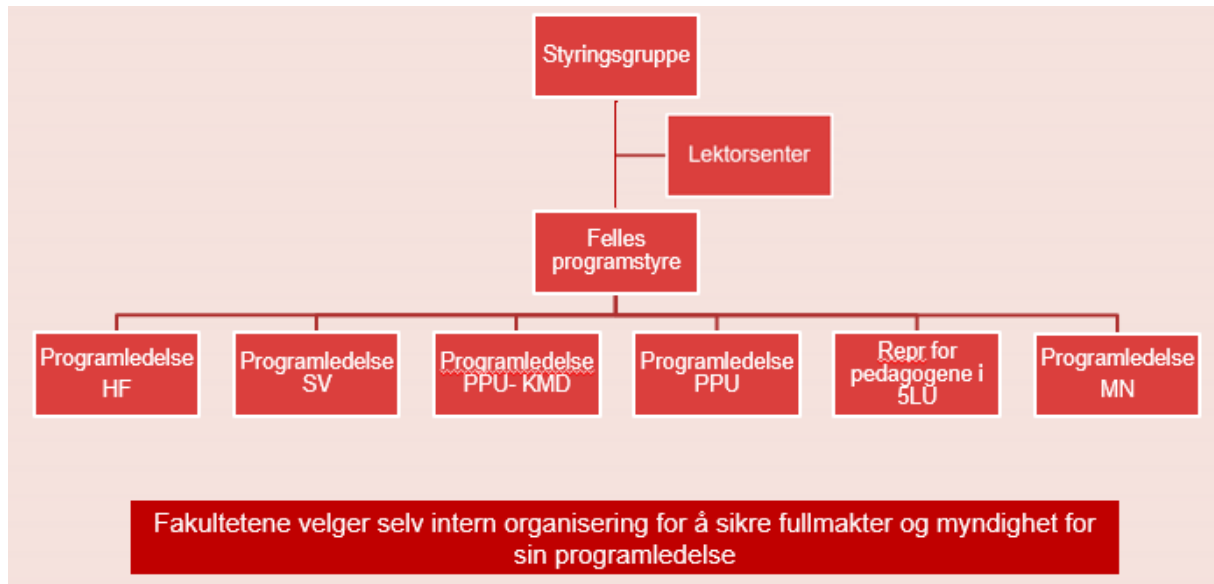 Styringsgruppe
Lektorsenter
Felles
programstyre
Programledelse
HF
Programledelse
SV
Programledelse
PPU- KMD
Programledelse
PPU
Repr for
pedagogene i
5LU
Programledelse
MN
Fakultetene velger selv intern organisering for å sikre fullmakter og myndighet for
sin programledelse